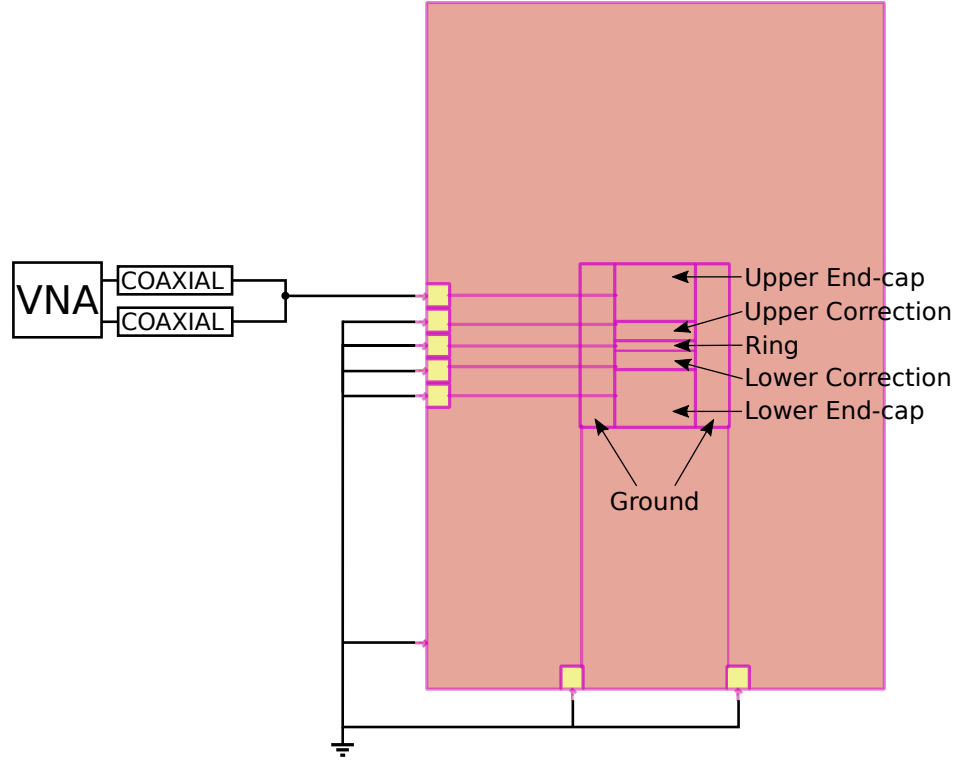 COAXIAL
VNA
COAXIAL
Upper End-cap
Upper Correction
Ring
Lower Correction
Lower End-cap
Ground